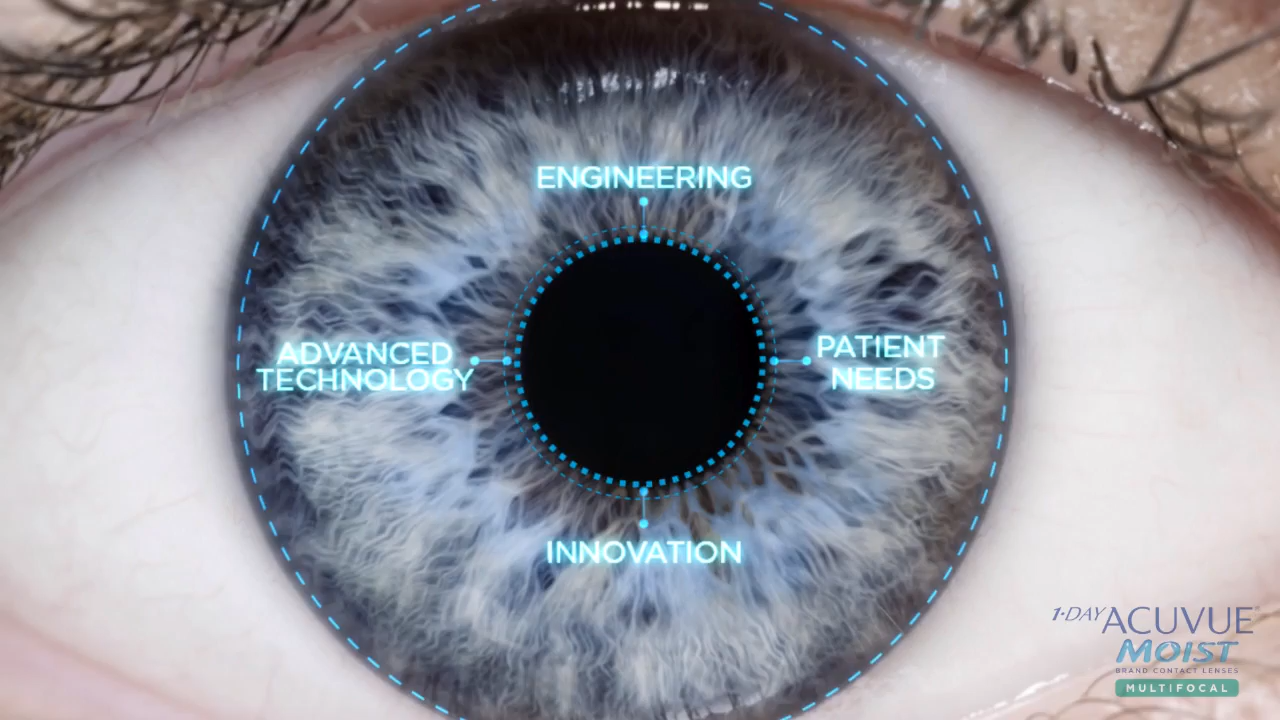 ENGINEERING
ADVANCED
TECHNOLOGY
PATIENT
NEEDS
INNOVATION
1·DAY ACUVUE®
MOIST
BRAND CONTACT LENSES
MULTIFOCAL